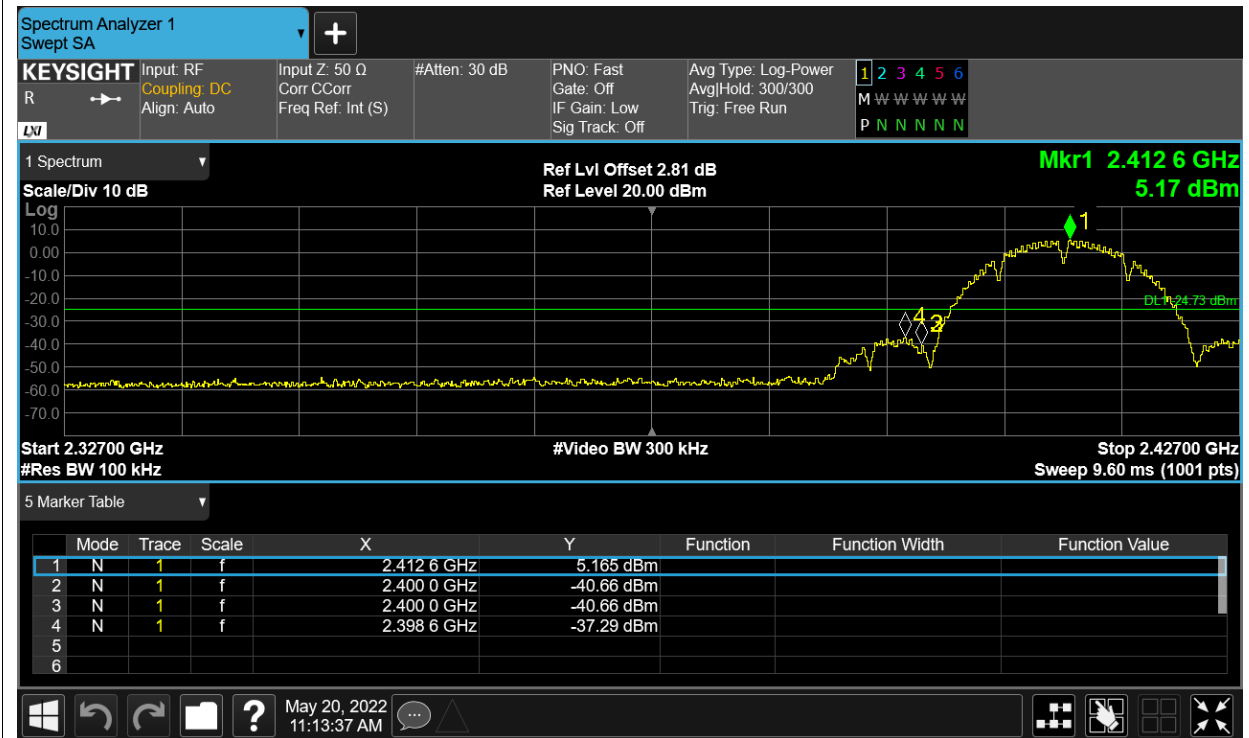 Spectrum Analyzer 1
Swept SA
KEYSIGHT
R
LXI
Input: RF
Coupling: DC
Align: Auto
Input Z: 50 Ω
Corr CCorr
Freq Ref: Int (S)
#Atten: 30 dB
PNO: Fast
Gate: Off
IF Gain: Low
Sig Track: Off
Avg Type: Log-Power
Avg|Hold: 300/300
Trig: Free Run
1 2 3 4 5 6
M W W W W W
P N N N N N
1 Spectrum
Scale/Div 10 dB
Ref Lvl Offset 2.81 dB
Ref Level 20.00 dBm
Mkr1 2.412 6 GHz
5.17 dBm
Log
10.0
0.00
-10.0
-20.0
-30.0
-40.0
-50.0
-60.0
-70.0
1
DL1 -24.73 dBm
4
2
Start 2.32700 GHz
#Res BW 100 kHz
#Video BW 300 kHz
Stop 2.42700 GHz
Sweep 9.60 ms (1001 pts)
5 Marker Table
Mode Trace Scale X Y Function Function Width Function Value
1 N 1 f 2.412 6 GHz 5.165 dBm
2 N 1 f 2.400 0 GHz -40.66 dBm
3 N 1 f 2.400 0 GHz -40.66 dBm
4 N 1 f 2.398 6 GHz -37.29 dBm
5
6
?
May 20, 2022
11:13:37 AM